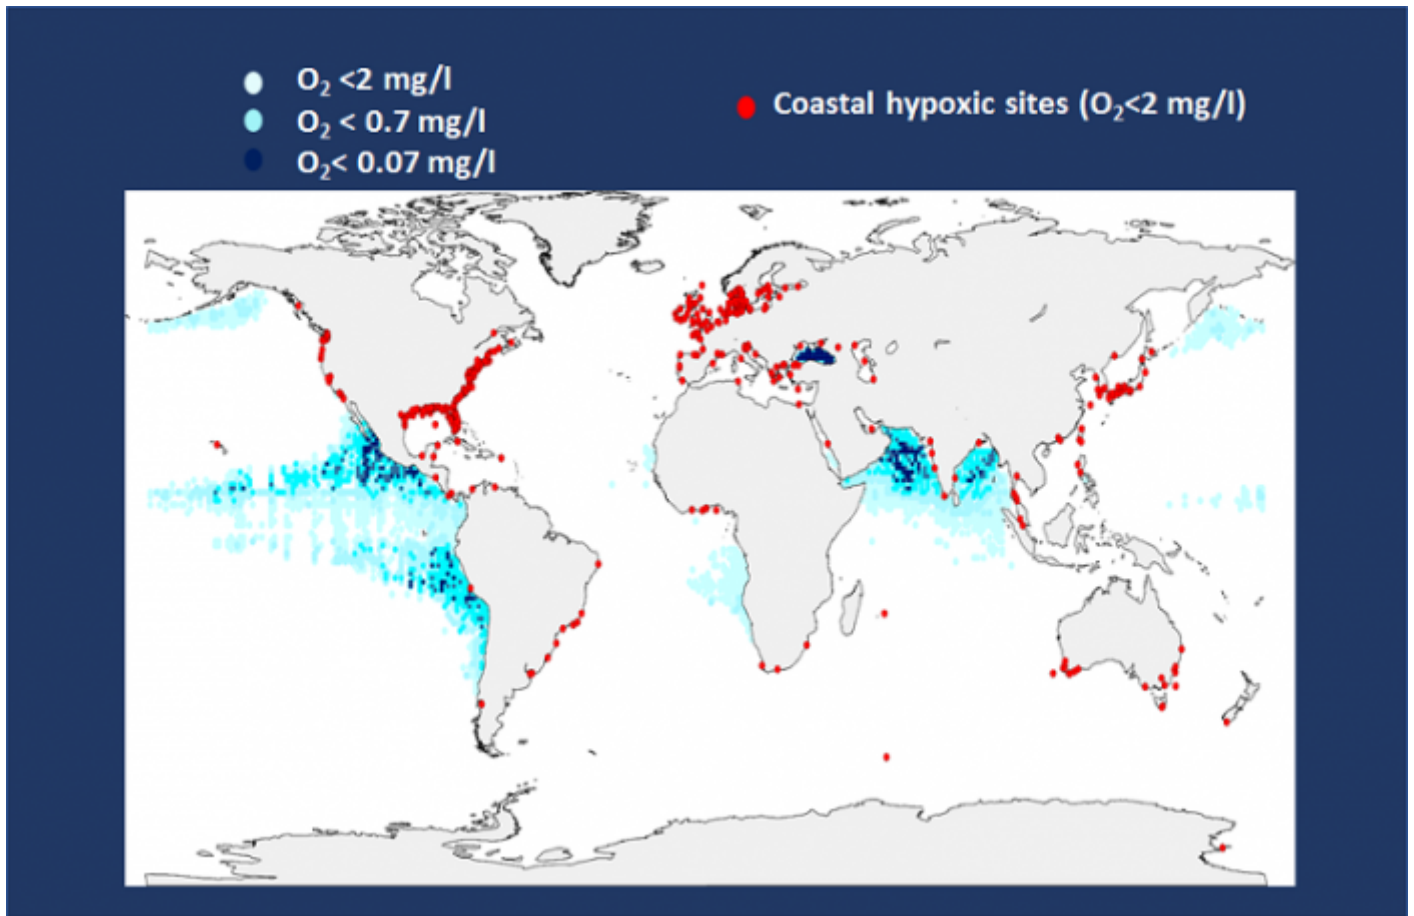 O₂ <2 mg/l
O₂ < 0.7 mg/l
O₂< 0.07 mg/l
Coastal hypoxic sites (O₂<2 mg/l)